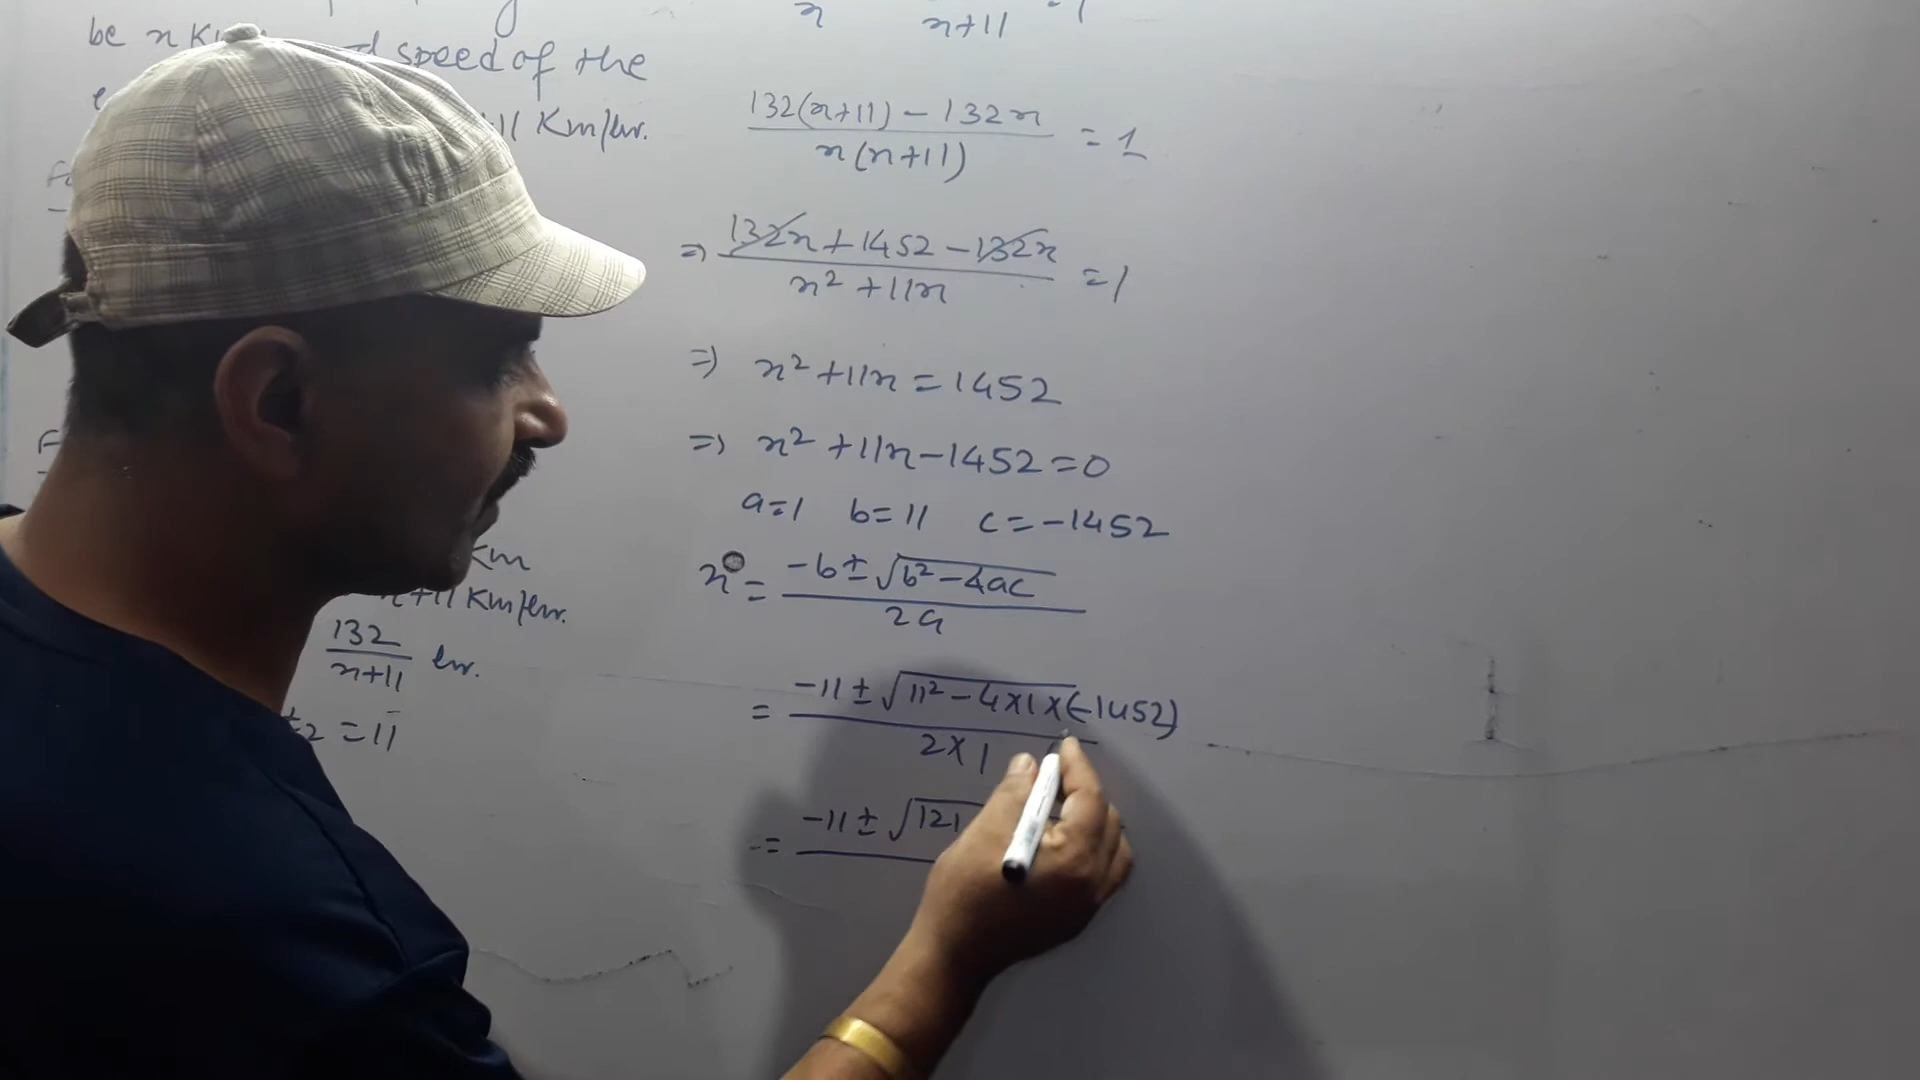 be x K
speed of the
11 Km/hr.
Km
x+11 Km/hr.
132
x+11 hr.
t2 = 11
x x+11
132(x+11) - 132x
x(x+11) = 1
=) 132x + 1452 - 132x
x² + 11x = 1
=) x² + 11x = 1452
=) x² + 11x - 1452 = 0
a=1 b=11 c=-1452
x = -b ± √b² - 4ac
2a
= -11 ± √11² - 4×1×(-1452)
2×1
= -11 ± √121